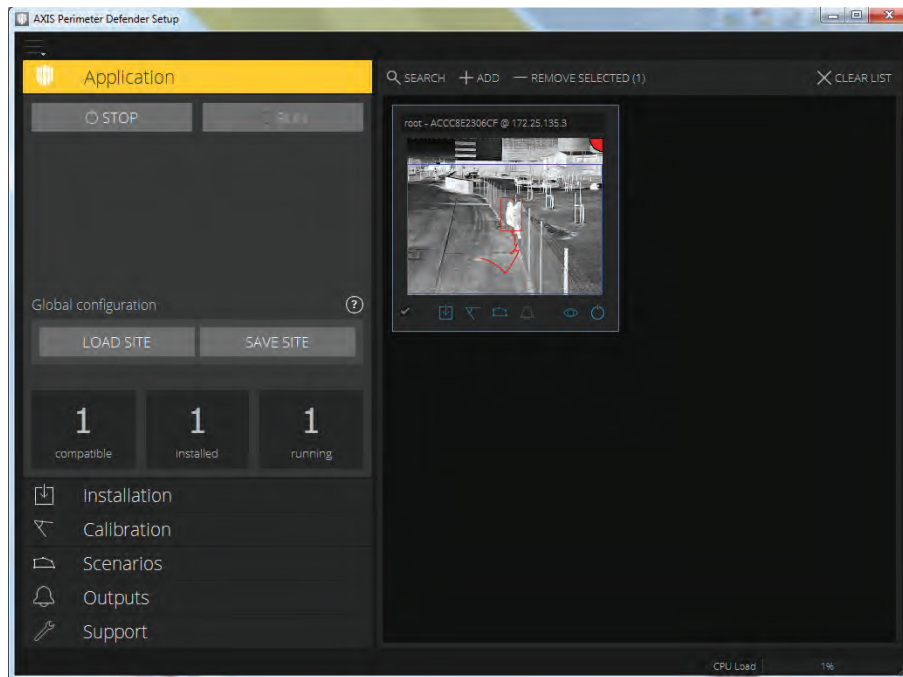 AXIS Perimeter Defender Setup
Application
SEARCH ADD REMOVE SELECTED (1) CLEAR LIST
STOP Run
root - ACCC8E2306CF @ 172.25.135.3
Global configuration ?
LOAD SITE SAVE SITE
1 1 1
compatible installed running
Installation
Calibration
Scenarios
Outputs
Support
CPU Load 1%